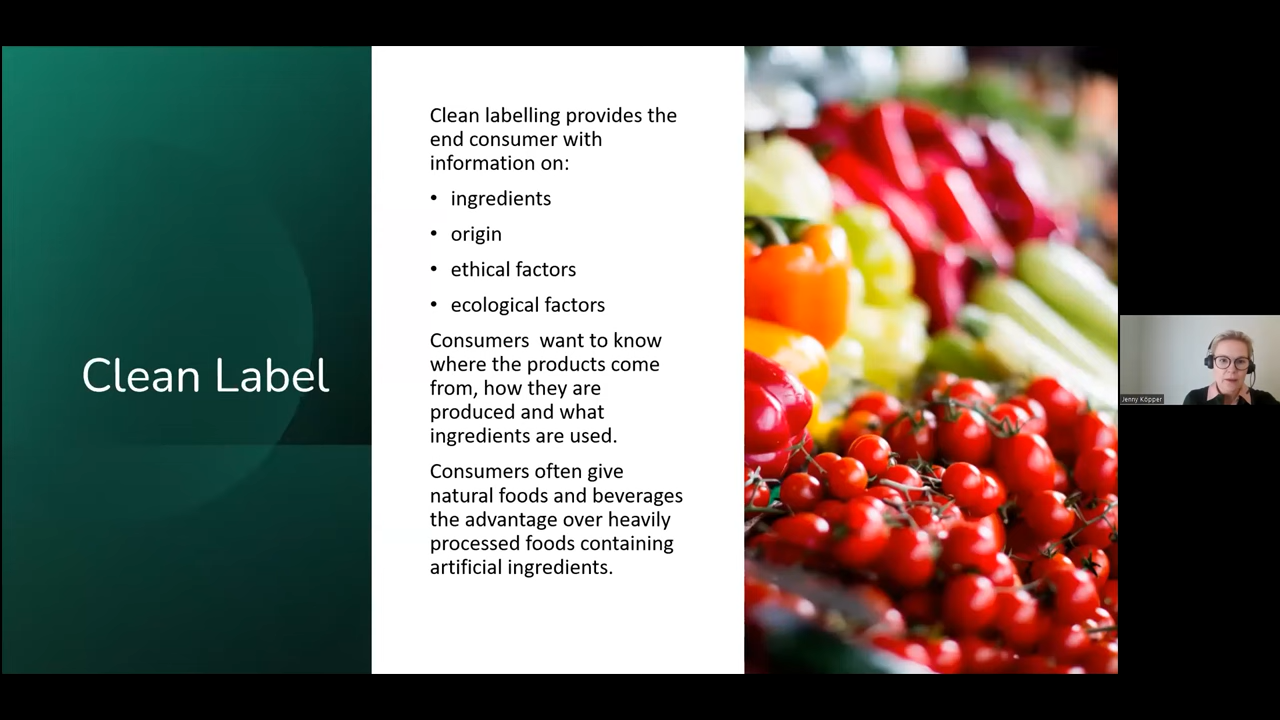 Clean Label
Clean labelling provides the
end consumer with
information on:
• ingredients
• origin
• ethical factors
• ecological factors
Consumers  want to know
where the products come
from, how they are
produced and what
ingredients are used.
Consumers often give
natural foods and beverages
the advantage over heavily
processed foods containing
artificial ingredients.
Jenny Köpper